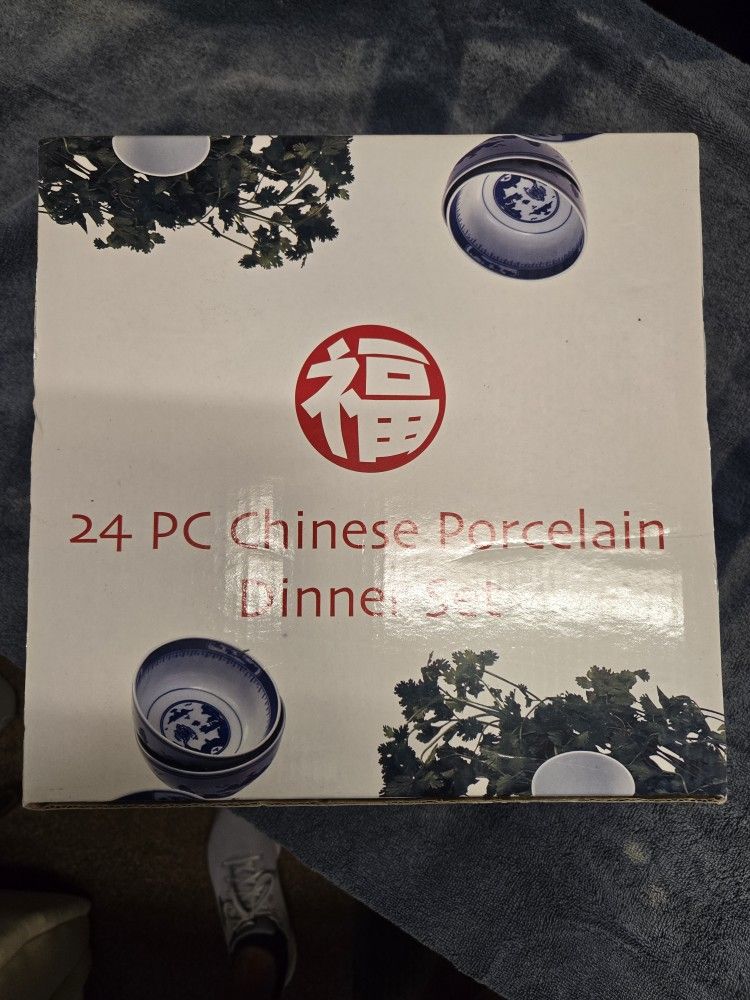 福
24 PC Chinese Porcelain
Dinner Set